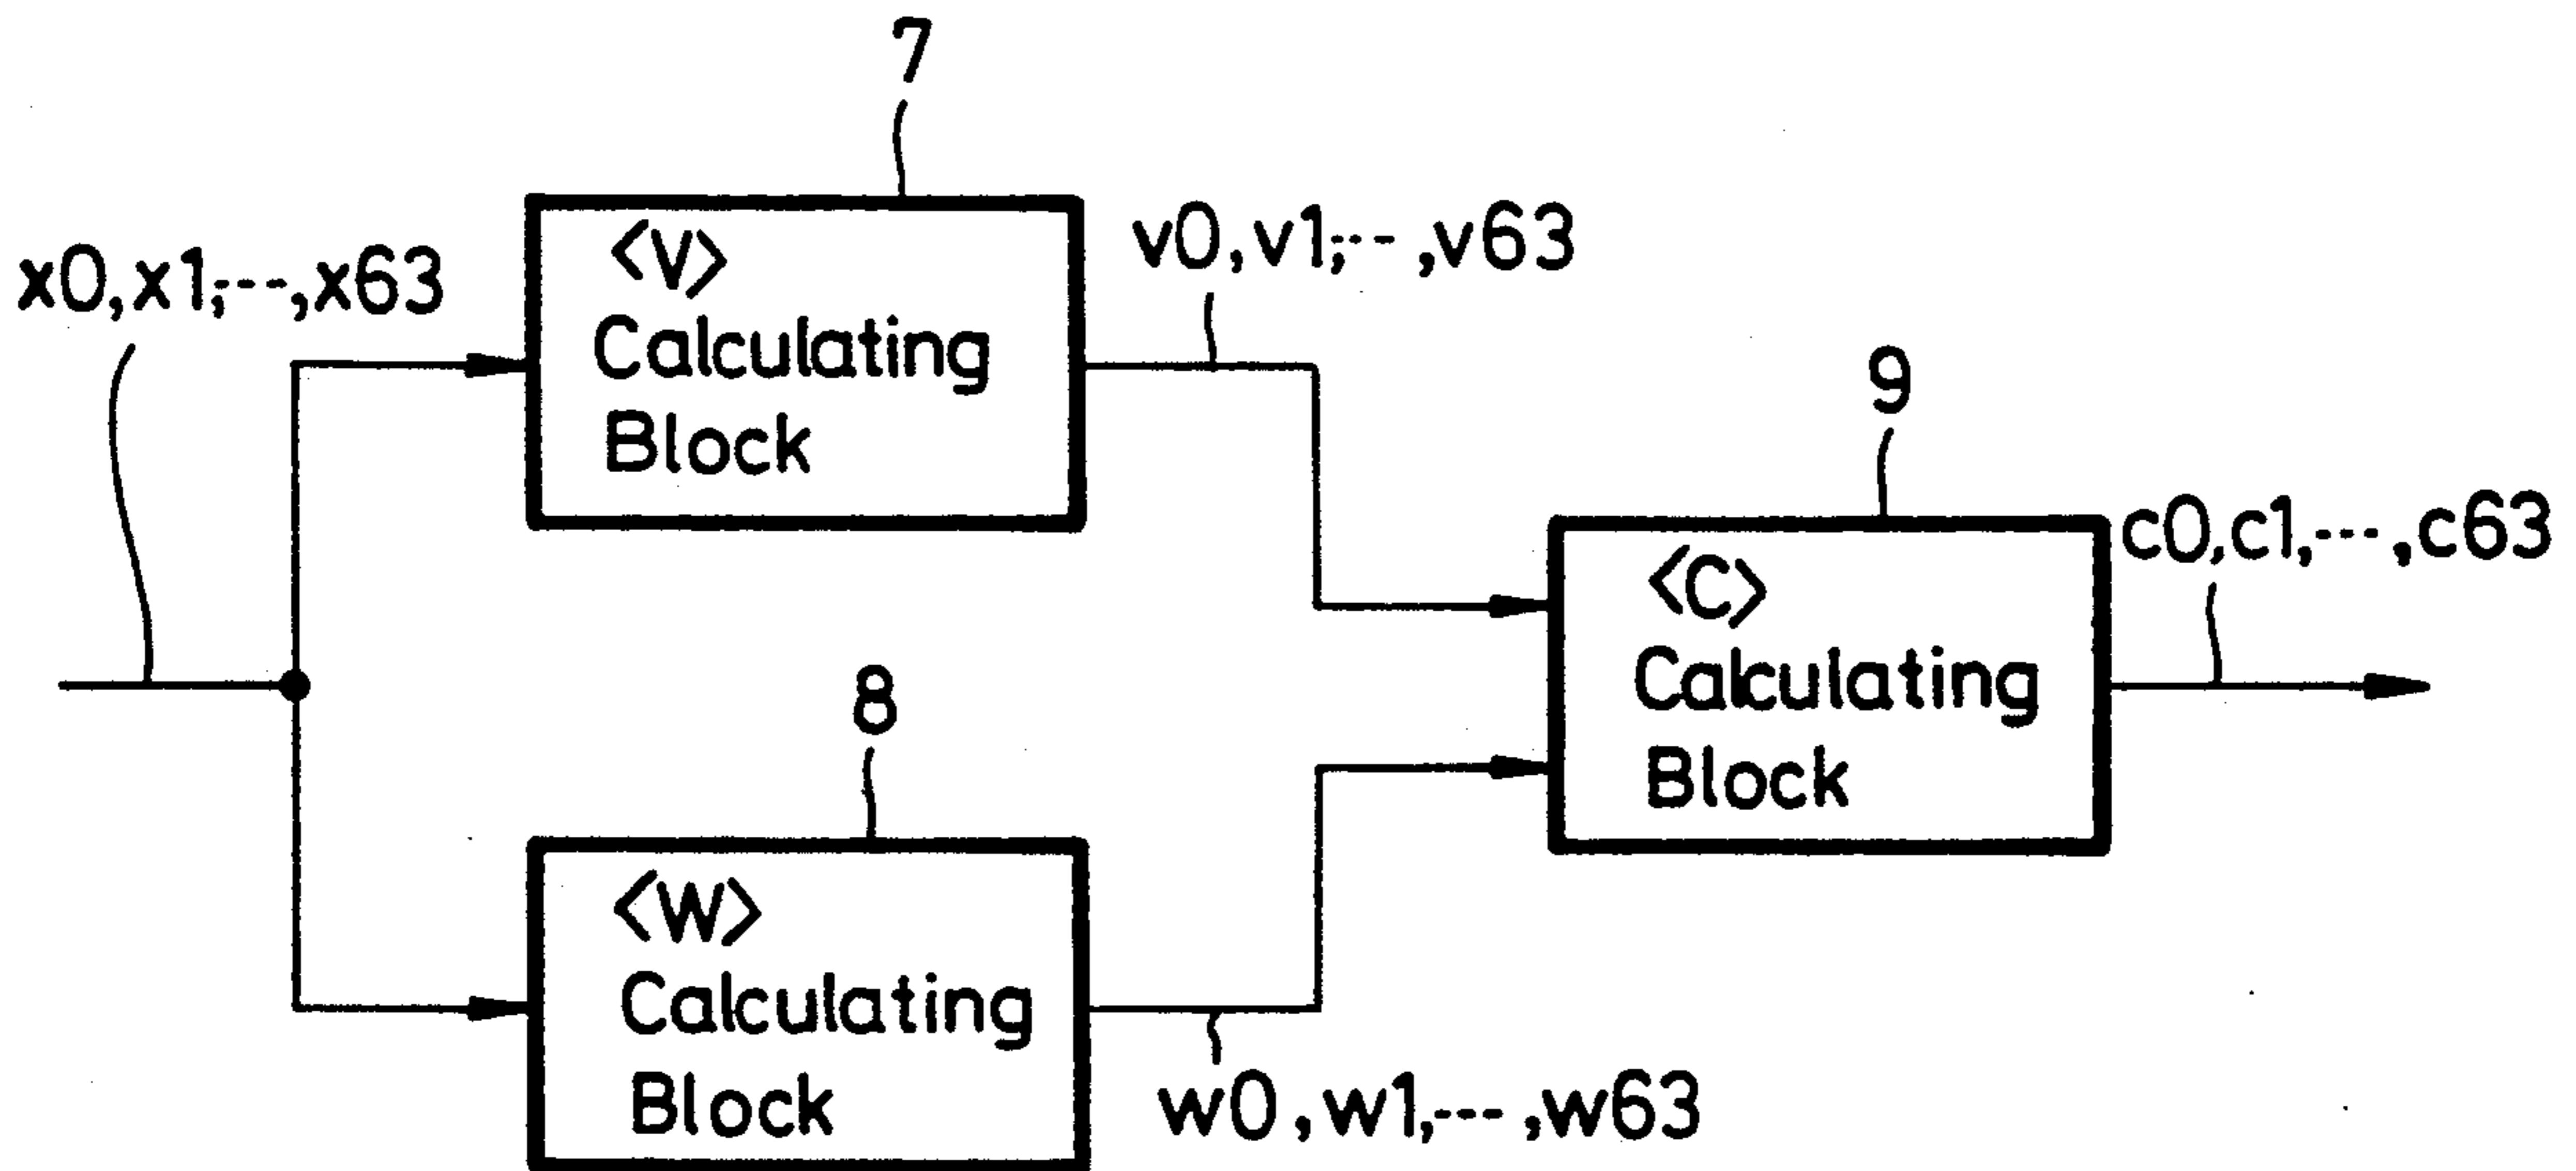 7
x0,x1,---,x63
<V>
Calculating
Block
v0,v1,--- ,v63
9
<C>
Calculating
Block
c0,c1,--- ,c63
8
<W>
Calculating
Block
w0 ,w1,--- ,w63